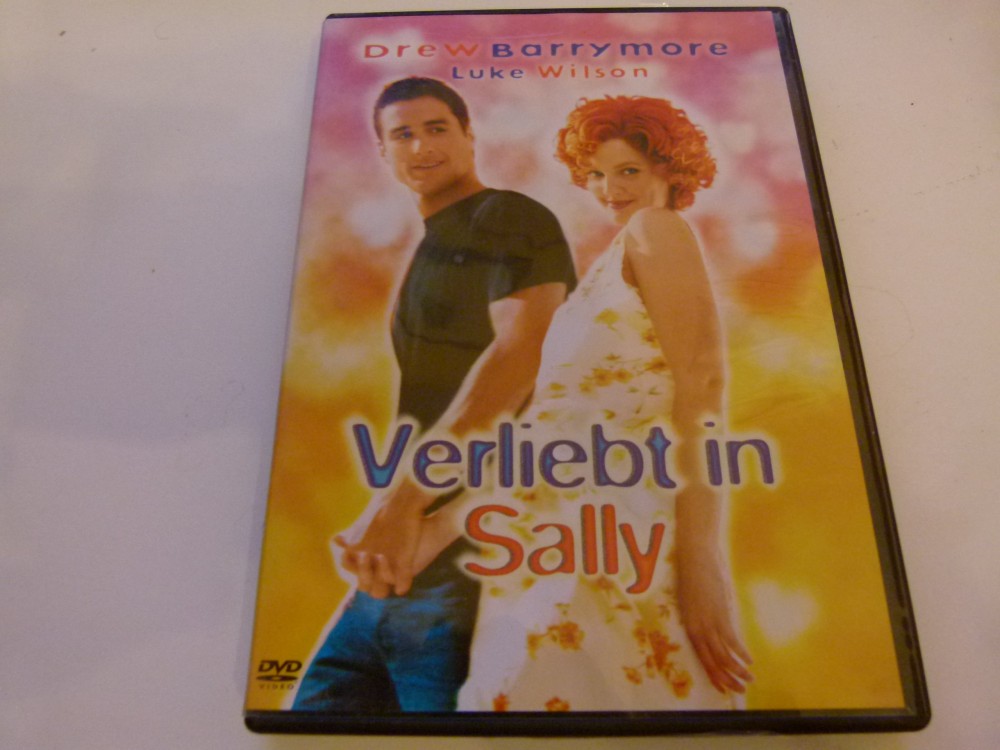 Drew Barrymore
Luke Wilson
Verliebt in
Sally
DVD
VIDEO